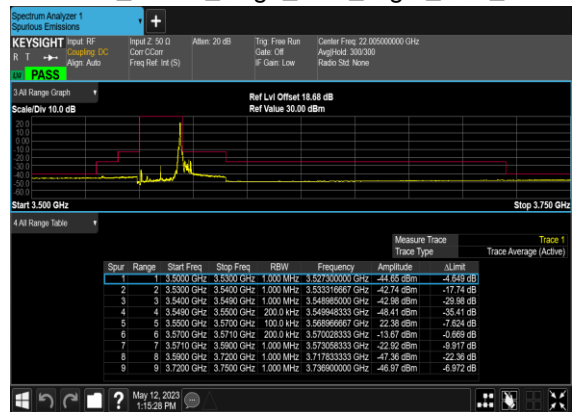 Spectrum Analyzer 1
Spurious Emissions
+
KEYSIGHT Input: RF Input Z: 50 Ω Atten: 20 dB Trig: Free Run Center Freq: 22.005000000 GHz
R T Coupling: DC Corr CCorr Gate: Off Avg|Hold: 300/300
Align: Auto Freq Ref: Int (S) IF Gain: Low Radio Std: None
PASS
3 All Range Graph
Ref Lvl Offset 18.68 dB
Scale/Div 10.0 dB Ref Value 30.00 dBm
20.0
10.0
0.00
-10.0
-20.0
-30.0
-40.0
-50.0
-60.0
Start 3.500 GHz Stop 3.750 GHz
4 All Range Table
Measure Trace Trace 1
Trace Type Trace Average (Active)
Spur Range Start Freq Stop Freq RBW Frequency Amplitude ΔLimit
1 1 3.5000 GHz 3.5300 GHz 1.000 MHz 3.527300000 GHz -44.65 dBm -4.649 dB
2 2 3.5300 GHz 3.5400 GHz 1.000 MHz 3.533316667 GHz -42.74 dBm -17.74 dB
3 3 3.5400 GHz 3.5490 GHz 1.000 MHz 3.548985000 GHz -42.98 dBm -29.98 dB
4 4 3.5490 GHz 3.5500 GHz 200.0 kHz 3.549948333 GHz -48.41 dBm -35.41 dB
5 5 3.5500 GHz 3.5700 GHz 100.0 kHz 3.568966667 GHz 22.38 dBm -7.624 dB
6 6 3.5700 GHz 3.5710 GHz 200.0 kHz 3.570028333 GHz -13.67 dBm -0.669 dB
7 7 3.5710 GHz 3.5900 GHz 1.000 MHz 3.573058333 GHz -22.92 dBm -9.917 dB
8 8 3.5900 GHz 3.7200 GHz 1.000 MHz 3.717833333 GHz -47.36 dBm -22.36 dB
9 9 3.7200 GHz 3.7500 GHz 1.000 MHz 3.736900000 GHz -46.97 dBm -6.972 dB
? May 12, 2023
1:15:28 PM